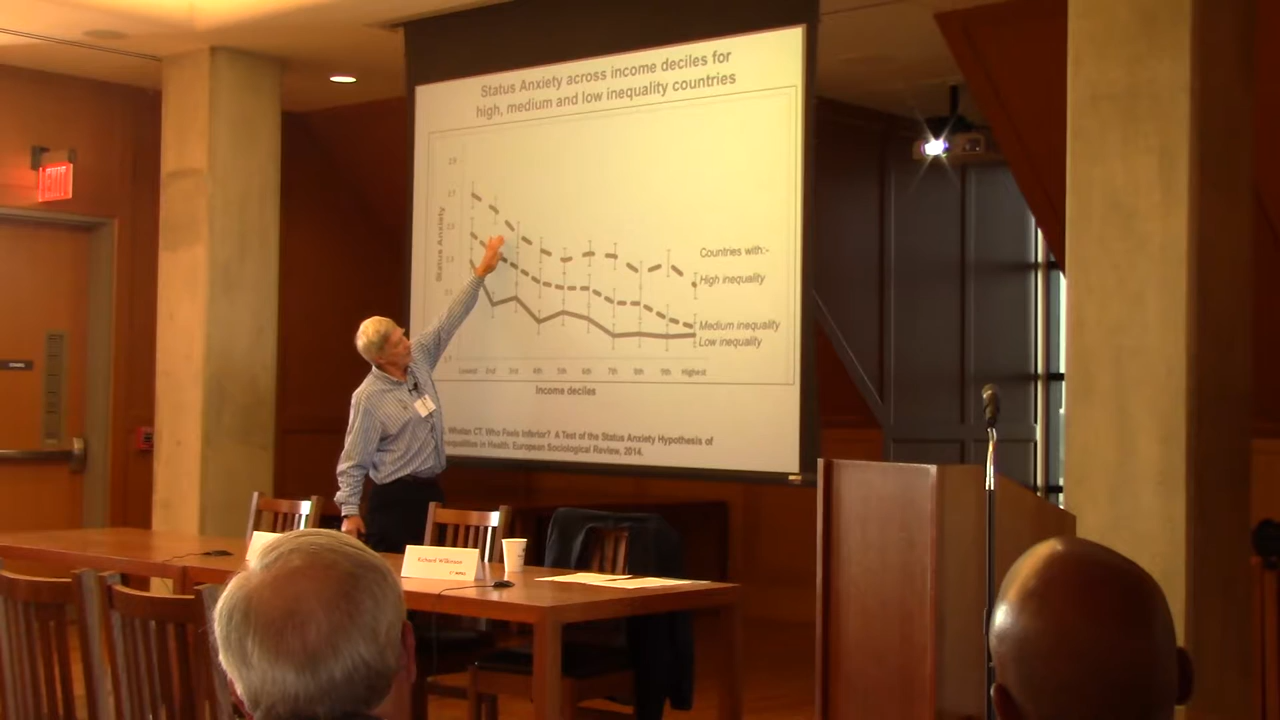 Status Anxiety across income deciles for
high, medium and low inequality countries
EXIT
Status Anxiety
Countries with:-
High inequality
Medium inequality
Low inequality
Lowest 2nd 3rd 4th 5th 6th 7th 8th 9th Highest
Income deciles
Whelan CT. Who Feels Inferior? A Test of the Status Anxiety Hypothesis of
Inequalities in Health. European Sociological Review, 2014.
Richard Wilkinson